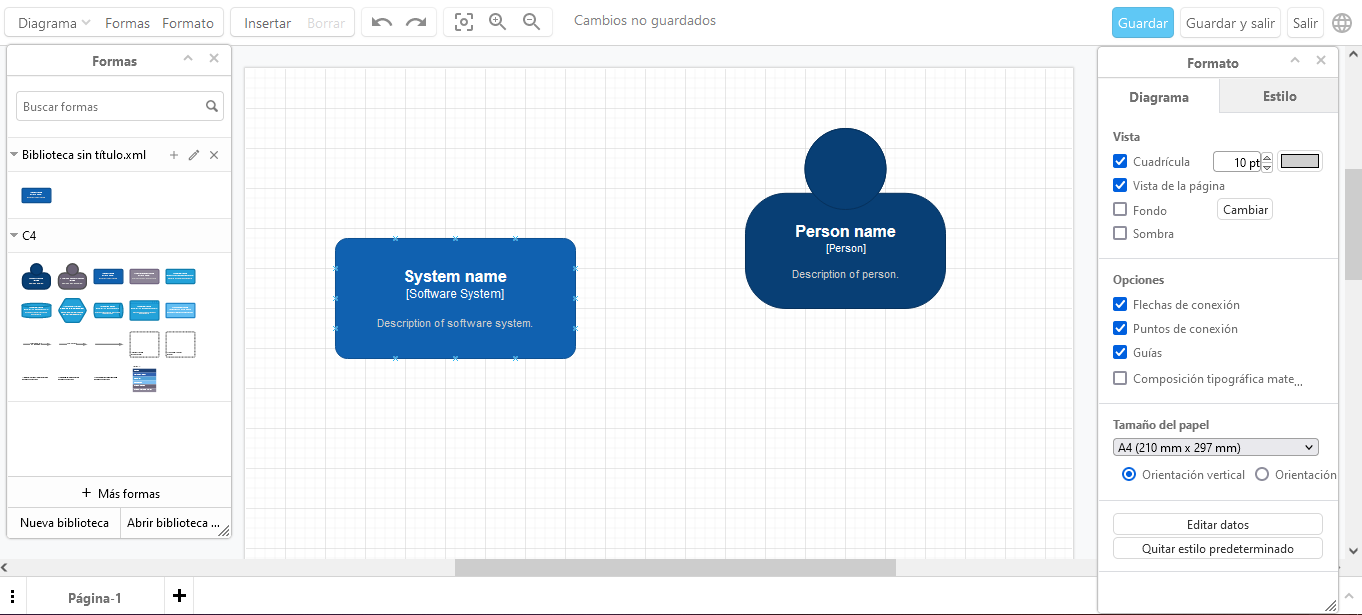 Diagrama Formas Formato Insertar Borrar Cambios no guardados Guardar Guardar y salir Salir
Formas
Buscar formas
Biblioteca sin título.xml
C4
Más formas
Nueva biblioteca Abrir biblioteca ...
System name
[Software System]
Description of software system.
Person name
[Person]
Description of person.
Formato
Diagrama Estilo
Vista
Cuadrícula 10 pt
Vista de la página
Fondo Cambiar
Sombra
Opciones
Flechas de conexión
Puntos de conexión
Guías
Composición tipográfica mate...
Tamaño del papel
A4 (210 mm x 297 mm)
Orientación vertical Orientación
Editar datos
Quitar estilo predeterminado
Página-1